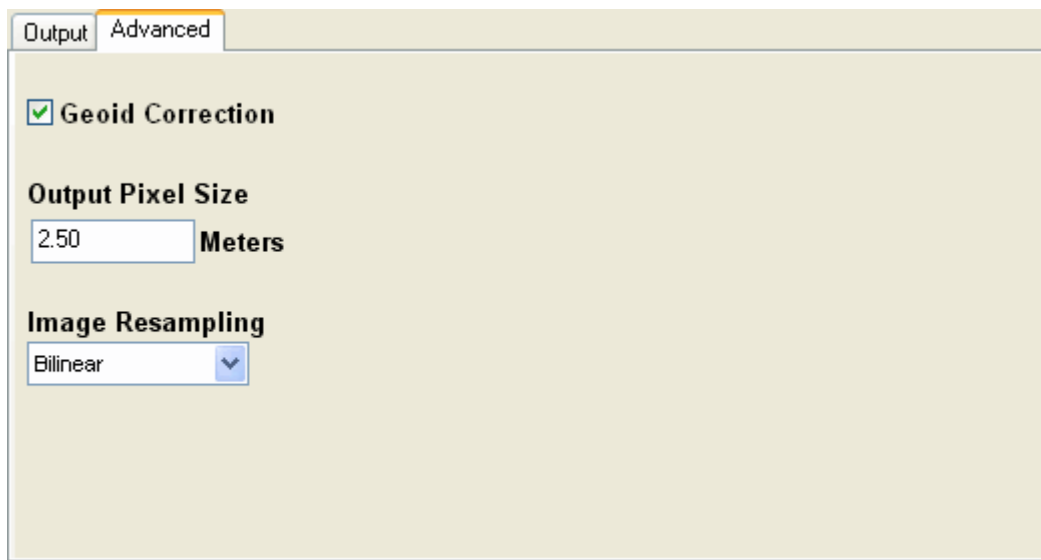 Output Advanced
Geoid Correction
Output Pixel Size
2.50 Meters
Image Resampling
Bilinear